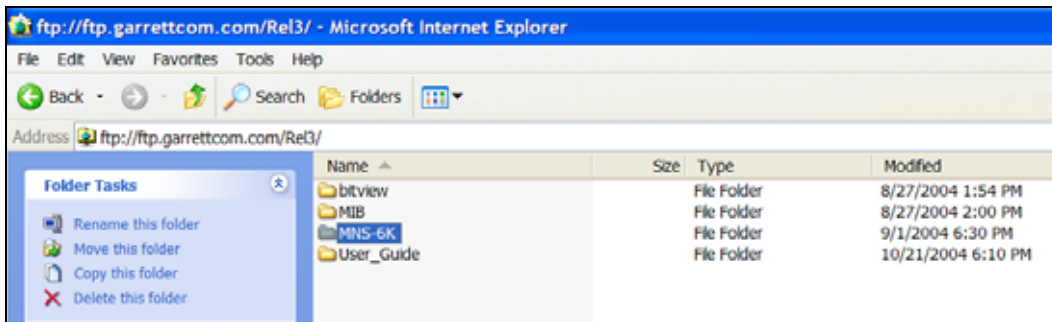 ftp://ftp.garrettcom.com/Rel3/ - Microsoft Internet Explorer
File Edit View Favorites Tools Help
Back Search Folders
Address ftp://ftp.garrettcom.com/Rel3/
Name Size Type Modified
Folder Tasks
Rename this folder
Move this folder
Copy this folder
Delete this folder
bitview File Folder 8/27/2004 1:54 PM
MIB File Folder 8/27/2004 2:00 PM
MNS-6K File Folder 9/1/2004 6:30 PM
User_Guide File Folder 10/21/2004 6:10 PM